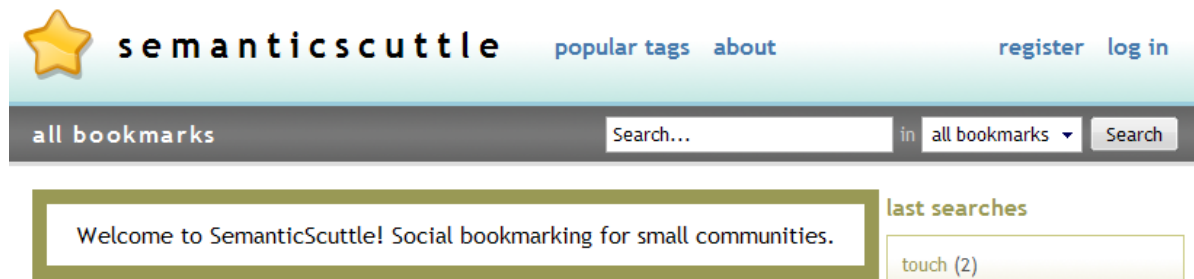 semanticscuttle popular tags about register log in
all bookmarks Search... in all bookmarks Search
Welcome to SemanticScuttle! Social bookmarking for small communities.
last searches
touch (2)